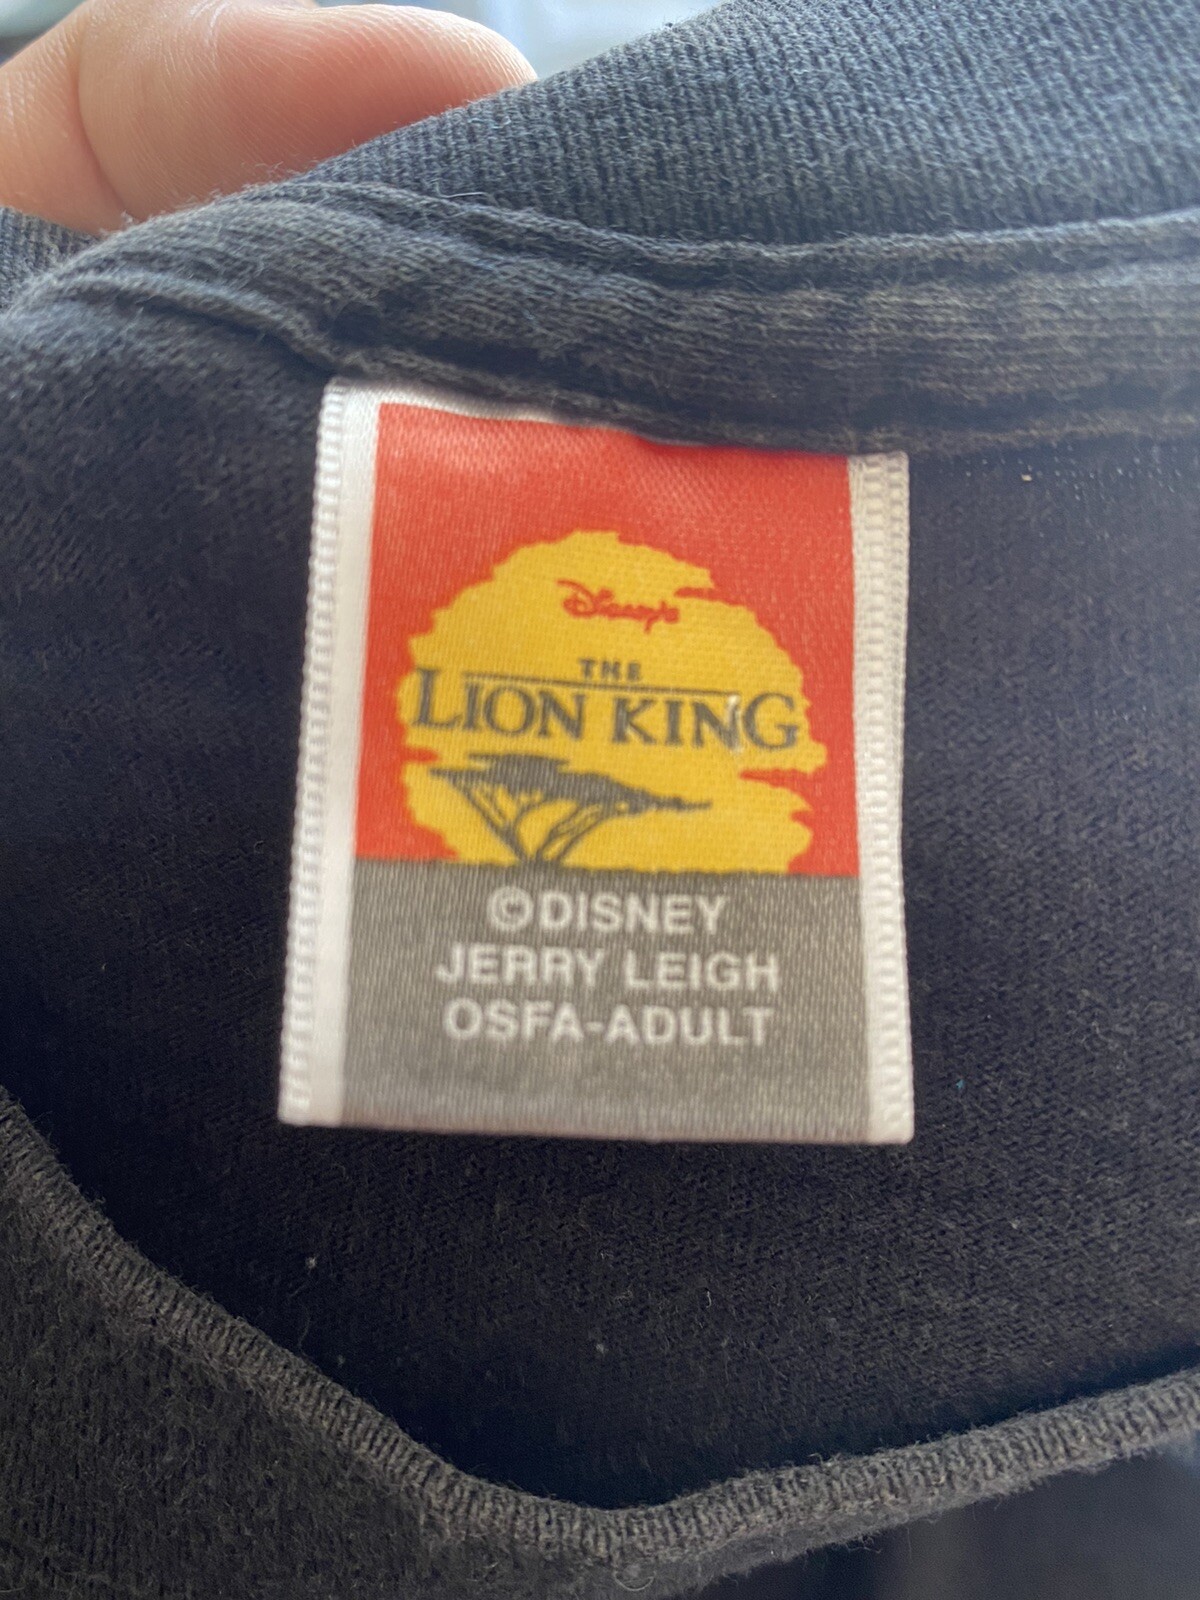 Disney's
THE
LION KING
©DISNEY
JERRY LEIGH
OSFA-ADULT